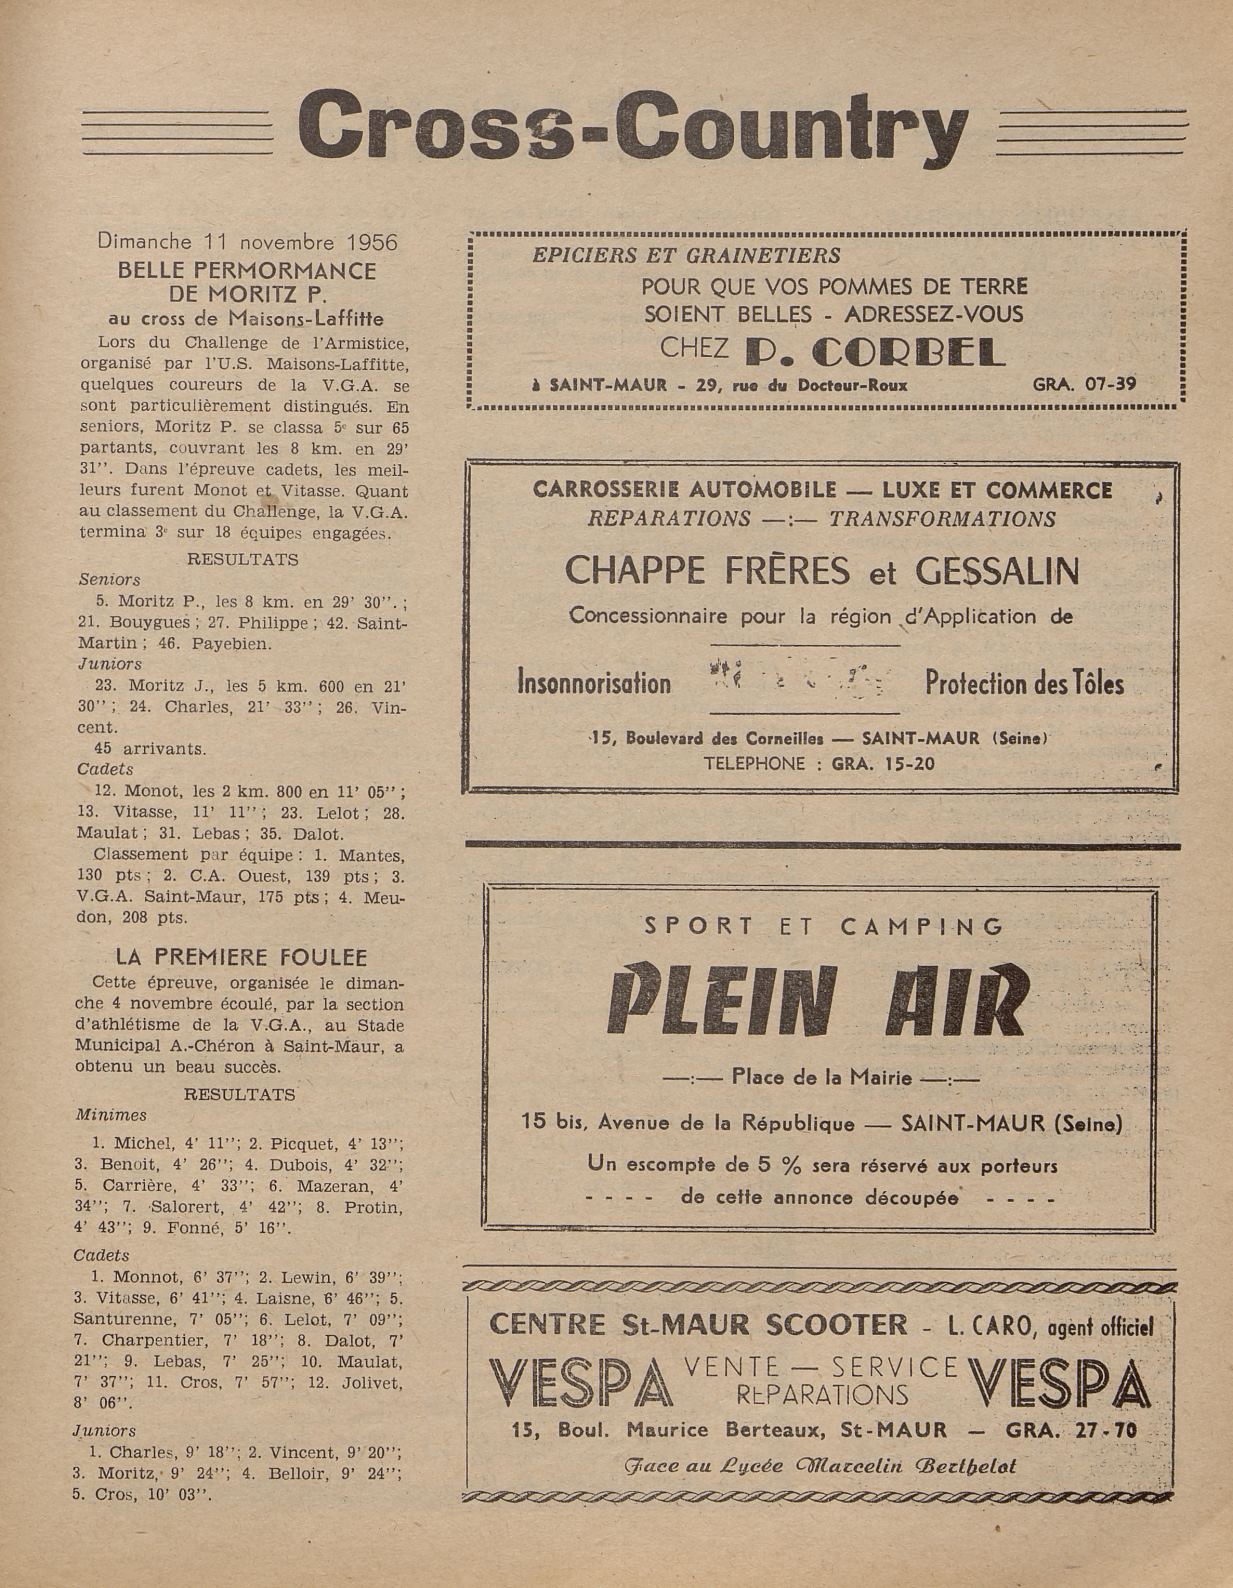 Cross-Country
Dimanche 11 novembre 1956
BELLE PERMORMANCE
DE MORITZ P.
au cross de Maisons-Laffitte
Lors du Challenge de l'Armistice,
organisé par l'U.S. Maisons-Laffitte,
quelques coureurs de la V.G.A. se
sont particulièrement distingués. En
seniors, Moritz P. se classa 5e sur 65
partants, couvrant les 8 km. en 29'
31''. Dans l'épreuve cadets, les meil-
leurs furent Monot et Vitasse. Quant
au classement du Challenge, la V.G.A.
termina 3e sur 18 équipes engagées.
RESULTATS
Seniors
5. Moritz P., les 8 km. en 29' 30''. ;
21. Bouygues ; 27. Philippe ; 42. Saint-
Martin ; 46. Payebien.
Juniors
23. Moritz J., les 5 km. 600 en 21'
30'' ; 24. Charles, 21' 33'' ; 26. Vin-
cent.
45 arrivants.
Cadets
12. Monot, les 2 km. 800 en 11' 05'' ;
13. Vitasse, 11' 11'' ; 23. Lelot ; 28.
Maulat ; 31. Lebas ; 35. Dalot.
Classement par équipe : 1. Mantes,
130 pts ; 2. C.A. Ouest, 139 pts ; 3.
V.G.A. Saint-Maur, 175 pts ; 4. Meu-
don, 208 pts.
LA PREMIERE FOULEE
Cette épreuve, organisée le diman-
che 4 novembre écoulé, par la section
d'athlétisme de la V.G.A., au Stade
Municipal A.-Chéron à Saint-Maur, a
obtenu un beau succès.
RESULTATS
Minimes
1. Michel, 4' 11''; 2. Picquet, 4' 13'';
3. Benoit, 4' 26''; 4. Dubois, 4' 32'';
5. Carrière, 4' 33''; 6. Mazeran, 4'
34''; 7. Salorert, 4' 42''; 8. Protin,
4' 43''; 9. Fonné, 5' 16''.
Cadets
1. Monnot, 6' 37''; 2. Lewin, 6' 39'';
3. Vitasse, 6' 41''; 4. Laisne, 6' 46''; 5.
Santurenne, 7' 05''; 6. Lelot, 7' 09'';
7. Charpentier, 7' 18''; 8. Dalot, 7'
21''; 9. Lebas, 7' 25''; 10. Maulat,
7' 37''; 11. Cros, 7' 57''; 12. Jolivet,
8' 06''.
Juniors
1. Charles, 9' 18''; 2. Vincent, 9' 20'';
3. Moritz, 9' 24''; 4. Belloir, 9' 24'';
5. Cros, 10' 03''.
EPICIERS ET GRAINETIERS
POUR QUE VOS POMMES DE TERRE
SOIENT BELLES - ADRESSEZ-VOUS
CHEZ P. CORBEL
à SAINT-MAUR - 29, rue du Docteur-Roux GRA. 07-39
CARROSSERIE AUTOMOBILE — LUXE ET COMMERCE
REPARATIONS —:— TRANSFORMATIONS
CHAPPE FRÈRES et GESSALIN
Concessionnaire pour la région d'Application de
Insonnorisation Protection des Tôles
15, Boulevard des Corneilles — SAINT-MAUR (Seine)
TELEPHONE : GRA. 15-20
SPORT ET CAMPING
PLEIN AIR
—:— Place de la Mairie —:—
15 bis, Avenue de la République — SAINT-MAUR (Seine)
Un escompte de 5 % sera réservé aux porteurs
- - - - de cette annonce découpée - - - -
CENTRE St-MAUR SCOOTER - L. CARO, agent officiel
VESPA VENTE — SERVICE VESPA
REPARATIONS
15, Boul. Maurice Berteaux, St-MAUR — GRA. 27-70
Face au Lycée Marcelin Berthelot